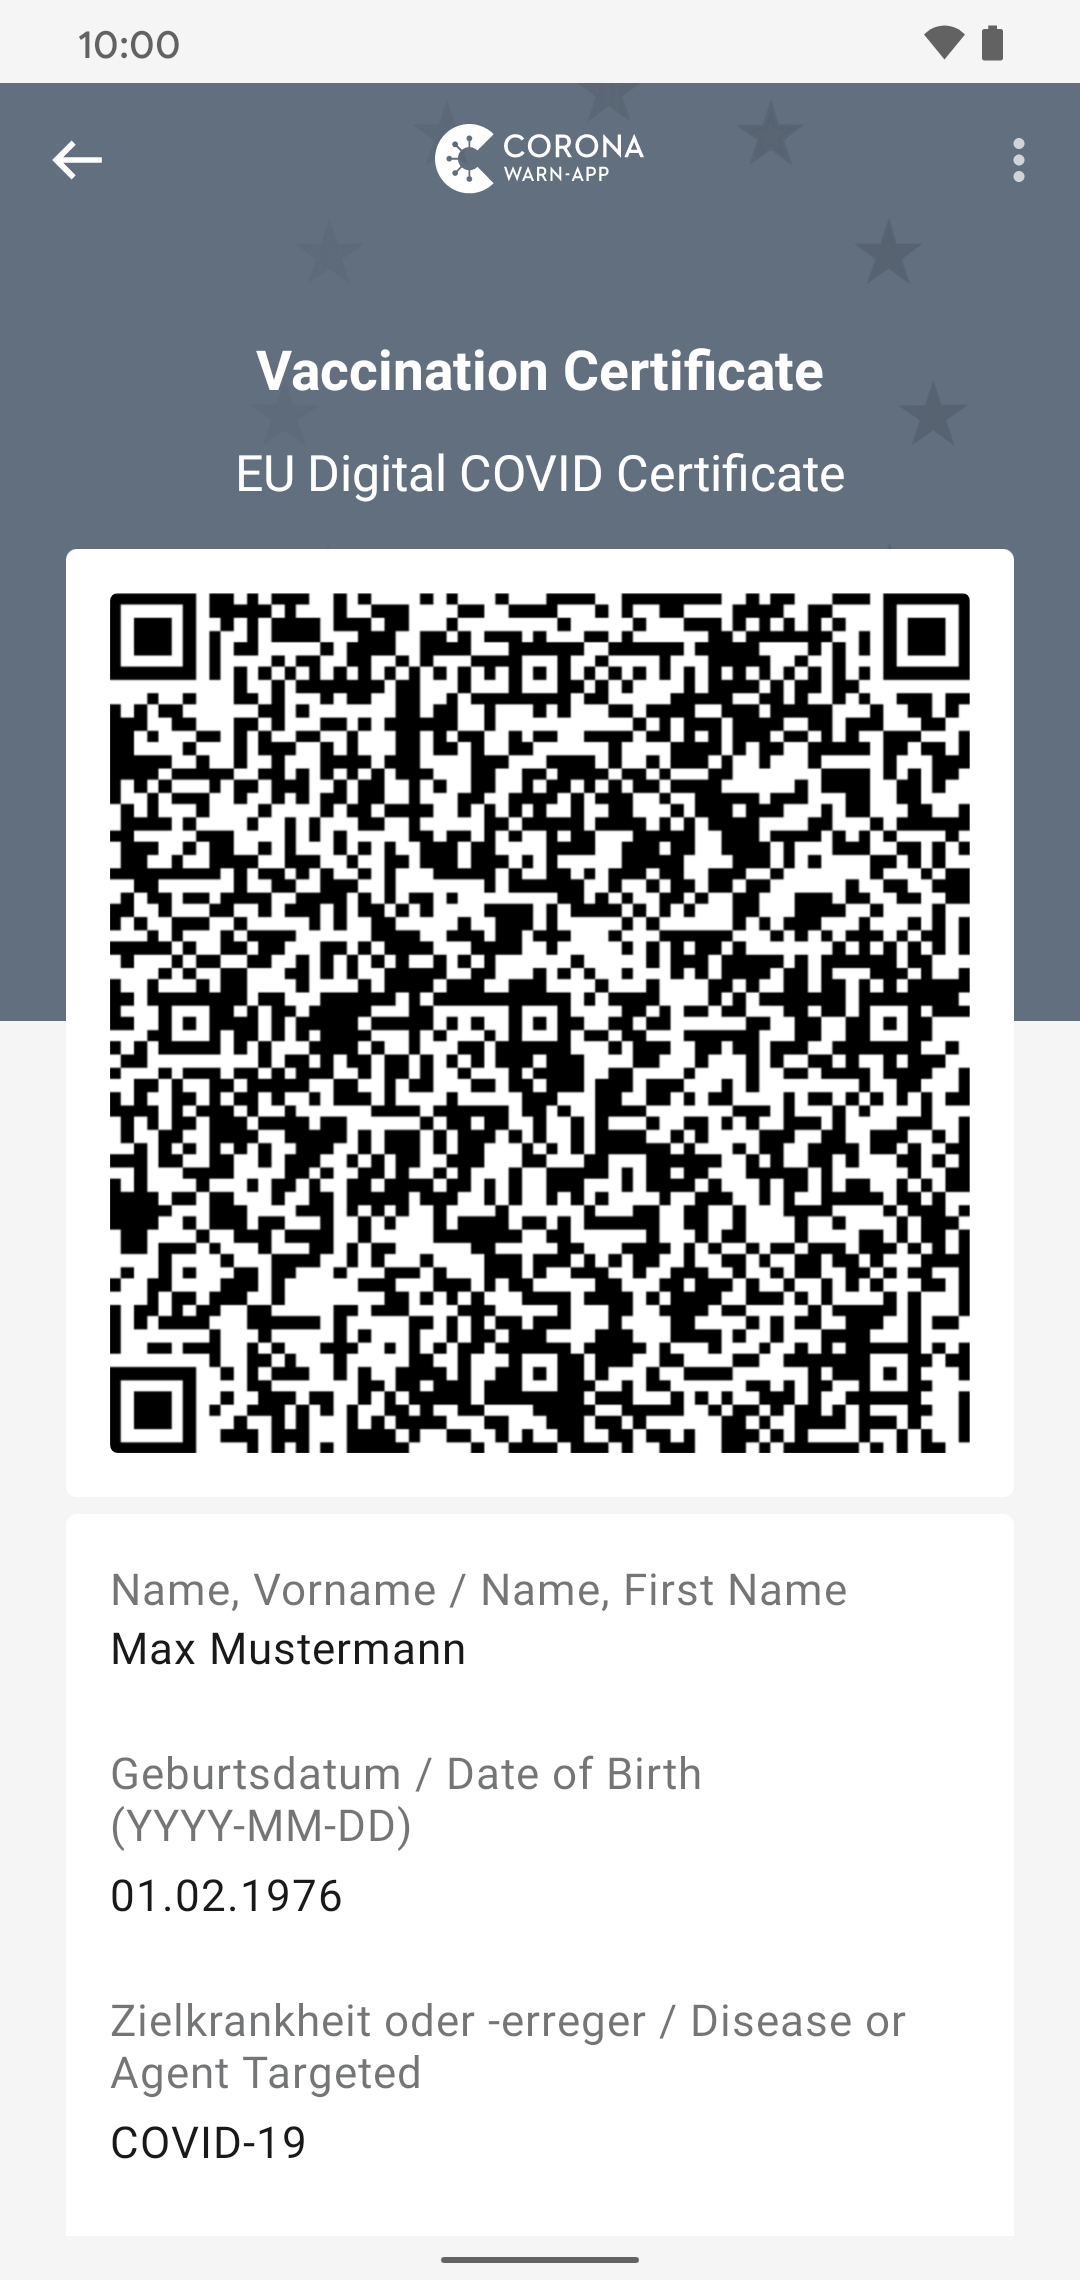 10:00
CORONA
WARN-APP
Vaccination Certificate
EU Digital COVID Certificate
Name, Vorname / Name, First Name
Max Mustermann
Geburtsdatum / Date of Birth
(YYYY-MM-DD)
01.02.1976
Zielkrankheit oder -erreger / Disease or
Agent Targeted
COVID-19